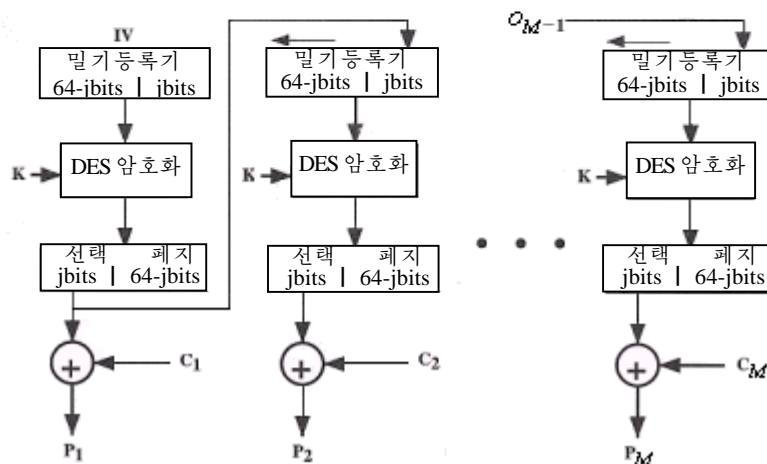 IV
밀기등록기
64-jbits | jbits
K
DES 암호화
선택 폐지
jbits | 64-jbits
C1
P1
밀기등록기
64-jbits | jbits
K
DES 암호화
선택 폐지
jbits | 64-jbits
C2
P2
• • •
OM-1
밀기등록기
64-jbits | jbits
K
DES 암호화
선택 폐지
jbits | 64-jbits
CM
PM